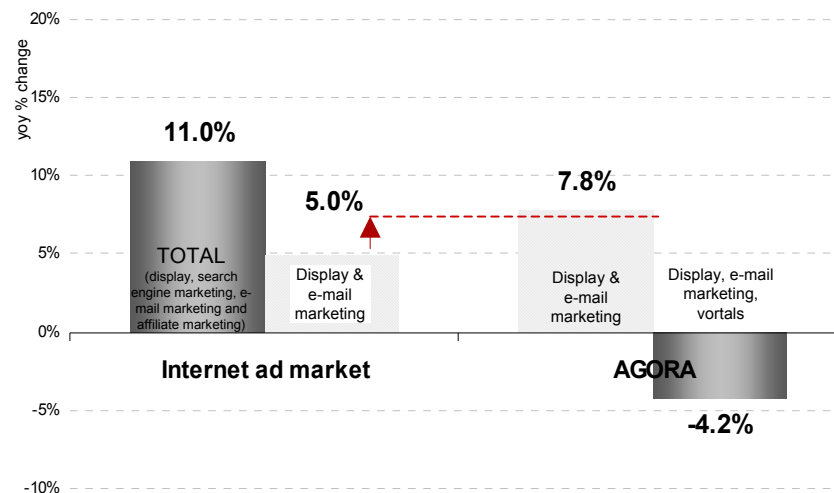 20%
yoy % change
15%
11.0%
10%
5.0%
7.8%
5%
TOTAL
(display, search
engine marketing, e-
mail marketing and
affiliate marketing)
Display &
e-mail
marketing
Display &
e-mail
marketing
Display, e-mail
marketing,
vortals
0%
Internet ad market
AGORA
-5%
-4.2%
-10%